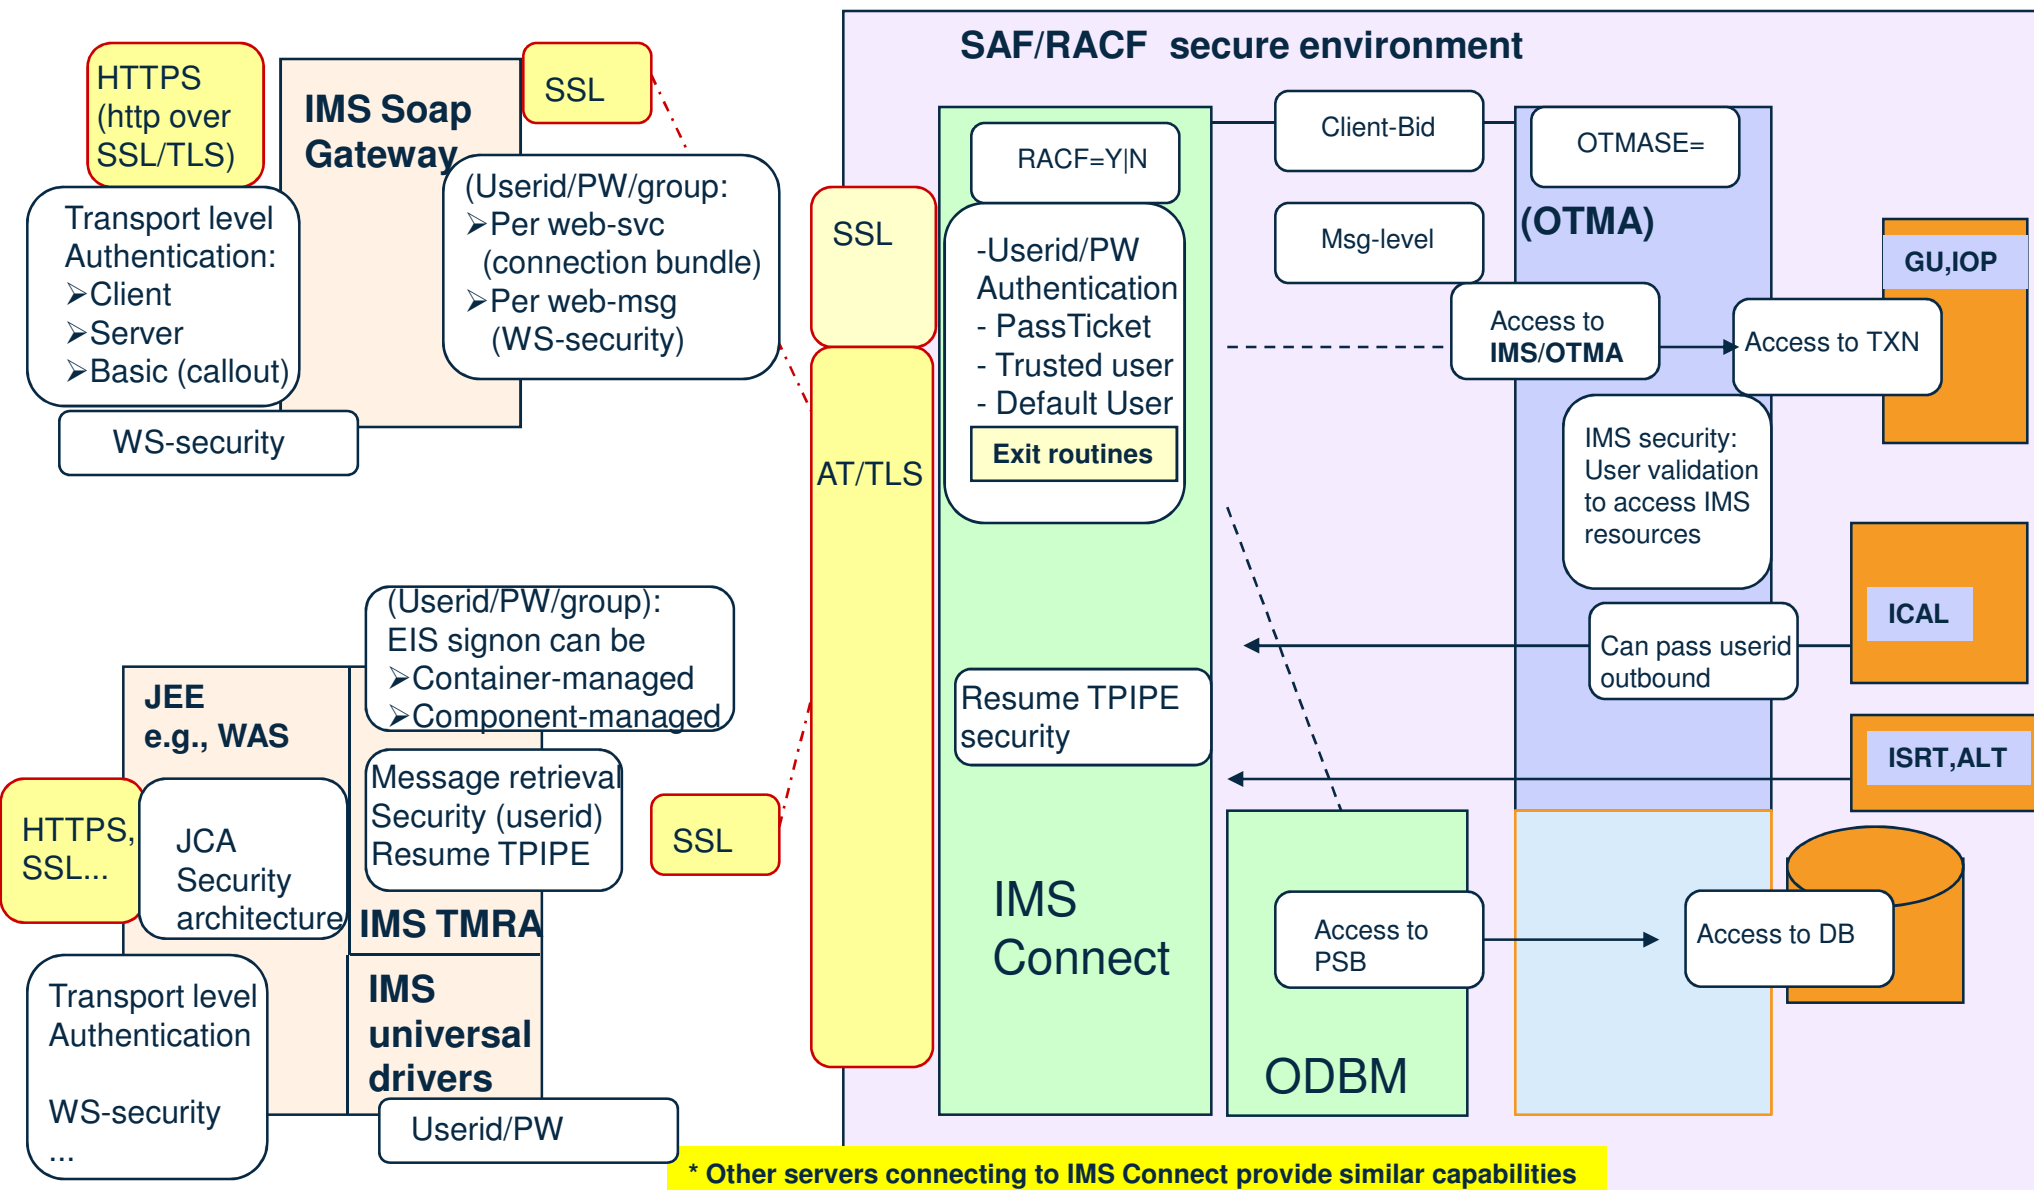 SAF/RACF  secure environment
HTTPS
(http over
SSL/TLS)
IMS Soap
Gateway
SSL
Transport level
Authentication:
➢Client
➢Server
➢Basic (callout)
WS-security
(Userid/PW/group:
➢Per web-svc
(connection bundle)
➢Per web-msg
(WS-security)
SSL
AT/TLS
RACF=Y|N
-Userid/PW
Authentication
- PassTicket
- Trusted user
- Default User
Exit routines
Client-Bid
Msg-level
OTMASE=
(OTMA)
GU,IOP
Access to
IMS/OTMA
Access to TXN
IMS security:
User validation
to access IMS
resources
ICAL
Can pass userid
outbound
ISRT,ALT
Resume TPIPE
security
IMS
Connect
Access to
PSB
Access to DB
ODBM
(Userid/PW/group):
EIS signon can be
➢Container-managed
➢Component-managed
JEE
e.g., WAS
Message retrieval
Security (userid)
Resume TPIPE
SSL
HTTPS,
SSL...
JCA
Security
architecture
IMS TMRA
IMS
universal
drivers
Transport level
Authentication
WS-security
...
Userid/PW
* Other servers connecting to IMS Connect provide similar capabilities